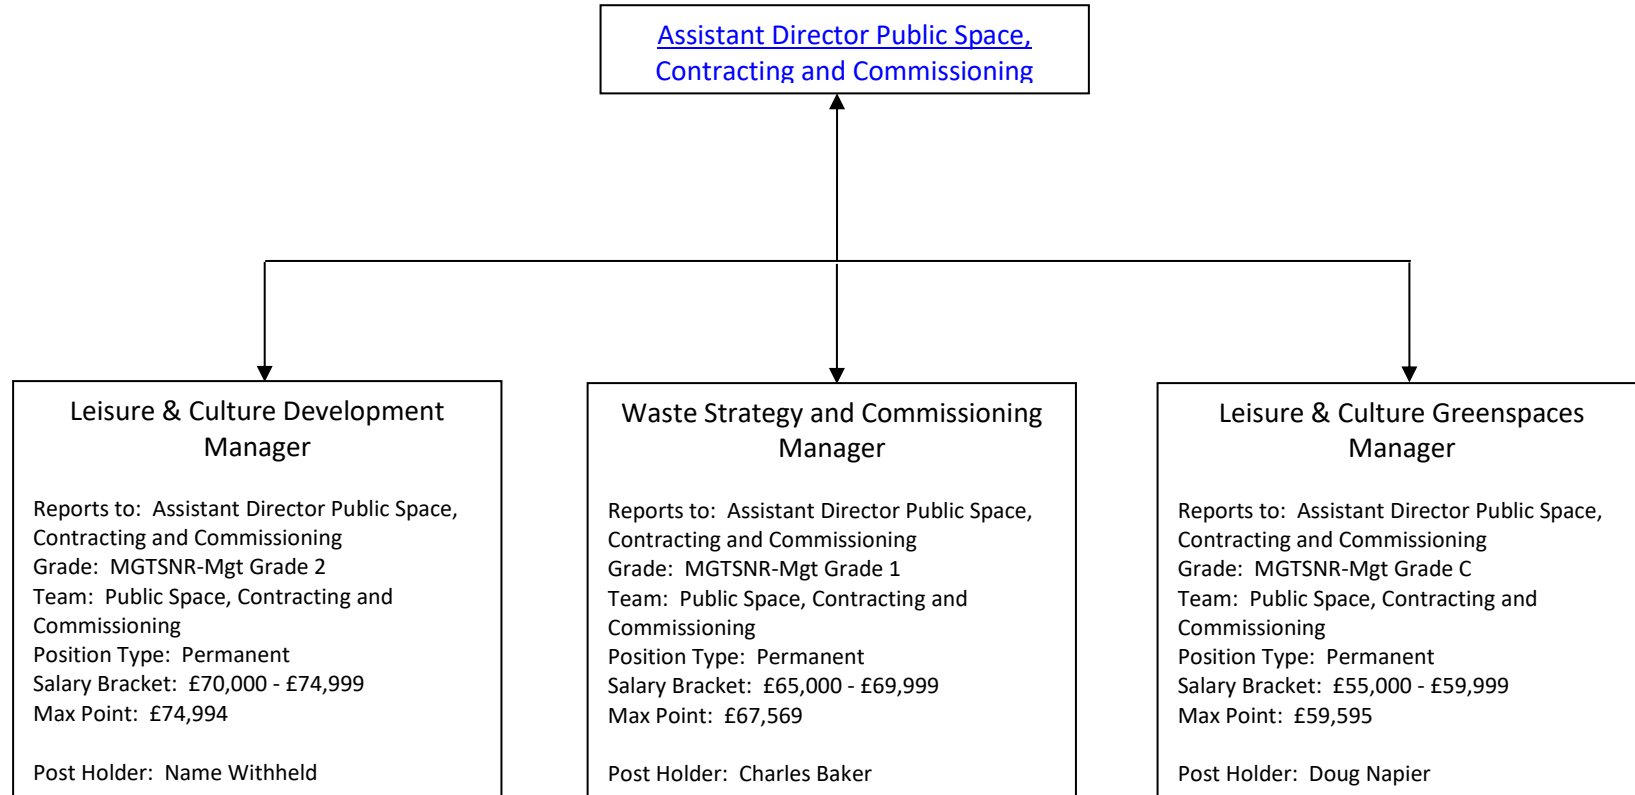 Assistant Director Public Space,
Contracting and Commissioning
Leisure & Culture Development
Manager
Reports to:  Assistant Director Public Space,
Contracting and Commissioning
Grade:  MGTSNR-Mgt Grade 2
Team:  Public Space, Contracting and
Commissioning
Position Type:  Permanent
Salary Bracket:  £70,000 - £74,999
Max Point:  £74,994
Post Holder:  Name Withheld
Waste Strategy and Commissioning
Manager
Reports to:  Assistant Director Public Space,
Contracting and Commissioning
Grade:  MGTSNR-Mgt Grade 1
Team:  Public Space, Contracting and
Commissioning
Position Type:  Permanent
Salary Bracket:  £65,000 - £69,999
Max Point:  £67,569
Post Holder:  Charles Baker
Leisure & Culture Greenspaces
Manager
Reports to:  Assistant Director Public Space,
Contracting and Commissioning
Grade:  MGTSNR-Mgt Grade C
Team:  Public Space, Contracting and
Commissioning
Position Type:  Permanent
Salary Bracket:  £55,000 - £59,999
Max Point:  £59,595
Post Holder:  Doug Napier